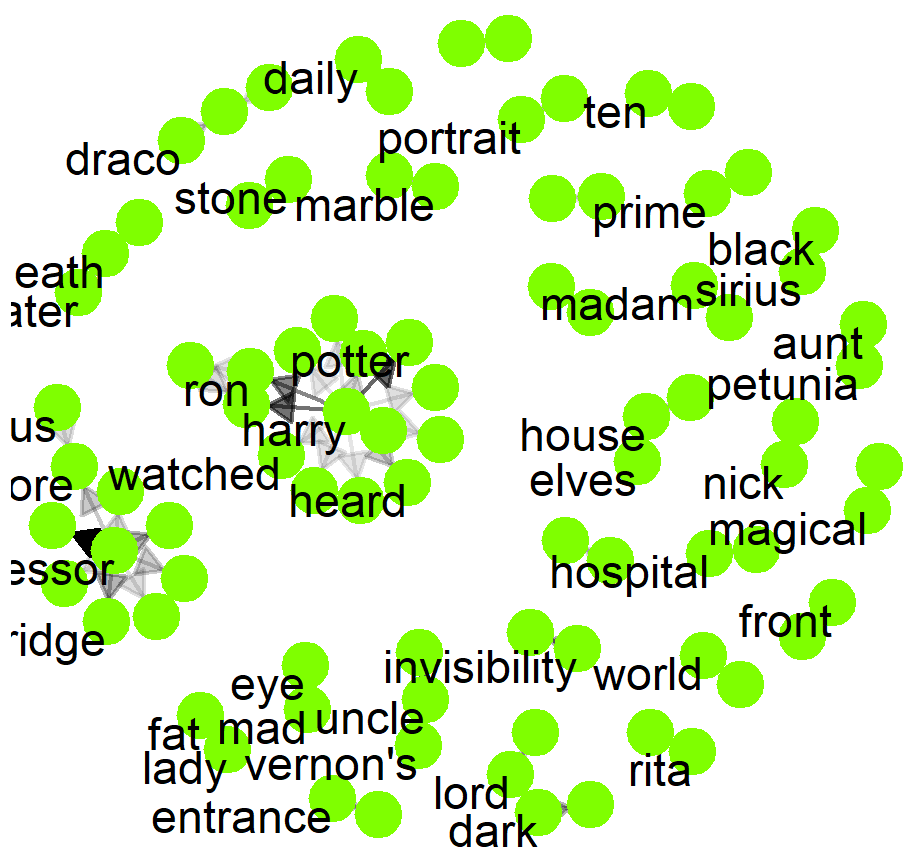 daily
portrait
ten
draco
stone
marble
prime
black
eath
sirius
madam
ater
aunt
potter
petunia
ron
us
harry
house
watched
elves
ore
nick
heard
magical
essor
hospital
front
ridge
invisibility
world
eye
uncle
fat
mad
lady
vernon's
rita
lord
entrance
dark